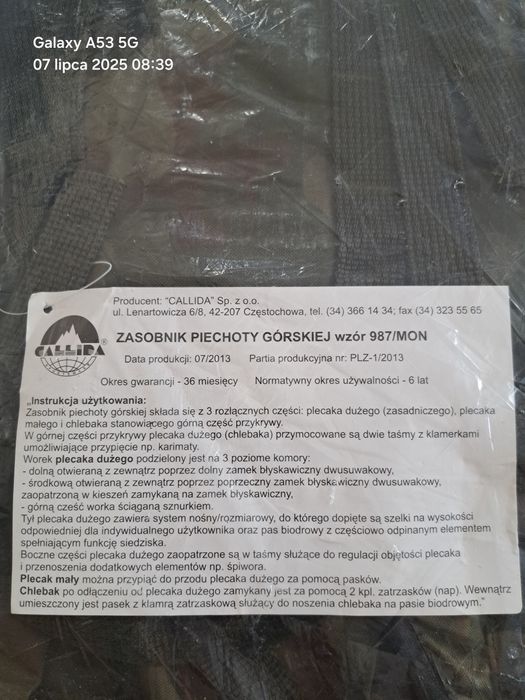 Galaxy A53 5G
07 lipca 2025 08:39
Producent: "CALLIDA" Sp. z o.o.
ul. Lenartowicza 6/8, 42-207 Częstochowa, tel. (34) 366 14 34; fax (34) 323 55 65
CALLIDA ®
ZASOBNIK PIECHOTY GÓRSKIEJ wzór 987/MON
Data produkcji: 07/2013 Partia produkcyjna nr: PLZ-1/2013
Okres gwarancji - 36 miesięcy Normatywny okres używalności - 6 lat
„Instrukcja użytkowania:
Zasobnik piechoty górskiej składa się z 3 rozłącznych części: plecaka dużego (zasadniczego), plecaka
małego i chlebaka stanowiącego górną część przykrywy.
W górnej części przykrywy plecaka dużego (chlebaka) przymocowane są dwie taśmy z klamerkami
umożliwiające przypięcie np. karimaty.
Worek plecaka dużego podzielony jest na 3 poziome komory:
- dolną otwieraną z zewnątrz poprzez dolny zamek błyskawiczny dwusuwakowy,
- środkową otwieraną z zewnątrz poprzez poprzeczny zamek błyskawiczny dwusuwakowy,
zaopatrzoną w kieszeń zamykaną na zamek błyskawiczny,
- górną część worka ściąganą sznurkiem.
Tył plecaka dużego zawiera system nośny/rozmiarowy, do którego dopięte są szelki na wysokości
odpowiedniej dla indywidualnego użytkownika oraz pas biodrowy z częściowo odpinanym elementem
spełniającym funkcję siedziska.
Boczne części plecaka dużego zaopatrzone są w taśmy służące do regulacji objętości plecaka
i przenoszenia dodatkowych elementów np. śpiwora.
Plecak mały można przypiąć do przodu plecaka dużego za pomocą pasków.
Chlebak po odłączeniu od plecaka dużego zamykany jest za pomocą 2 kpl. zatrzasków (nap). Wewnątrz
umieszczony jest pasek z klamrą zatrzaskową służący do noszenia chlebaka na pasie biodrowym."